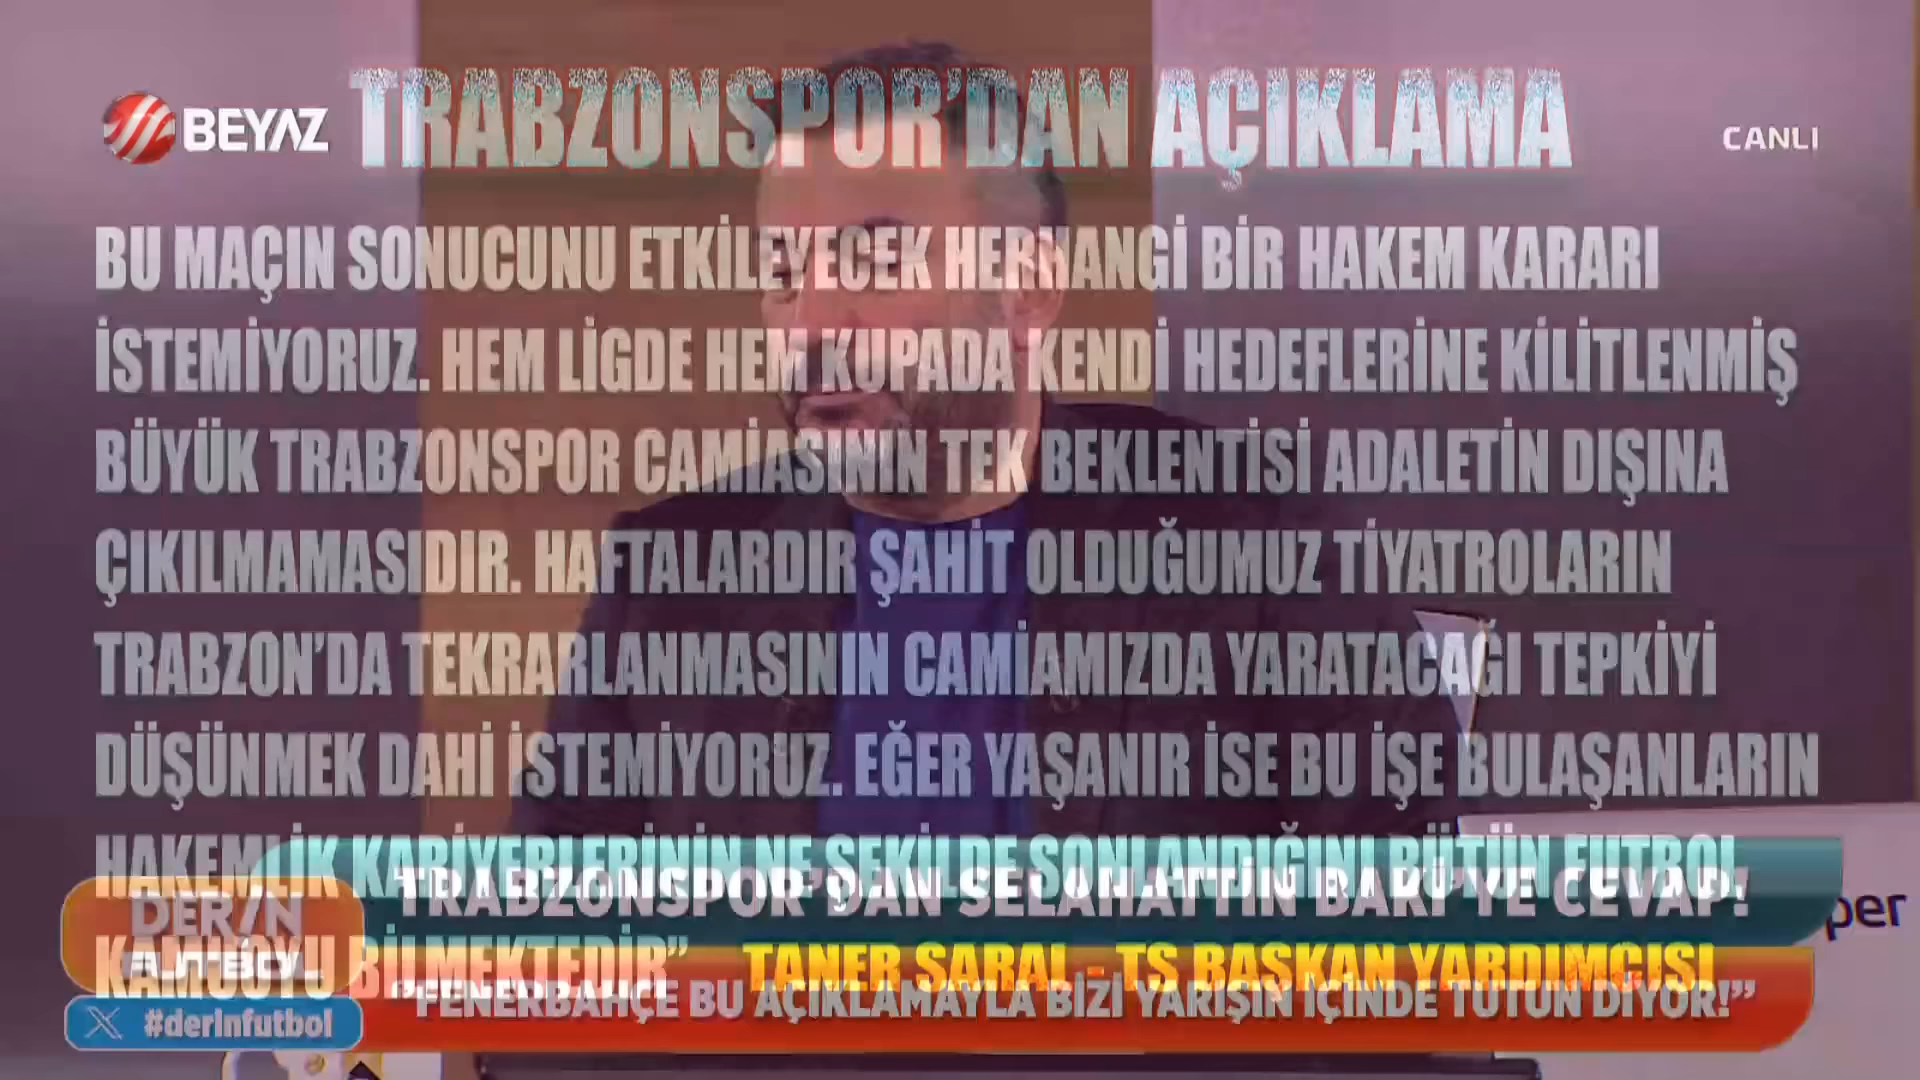 BEYAZ
TRABZONSPOR'DAN AÇIKLAMA
CANLI
BU MAÇIN SONUCUNU ETKİLEYECEK HERHANGİ BİR HAKEM KARARI
İSTEMİYORUZ. HEM LİGDE HEM KUPADA KENDİ HEDEFLERİNE KİLİTLENMİŞ
BÜYÜK TRABZONSPOR CAMİASININ TEK BEKLENTİSİ ADALETİN DIŞINA
ÇIKILMAMASIDIR. HAFTALARDIR ŞAHİT OLDUĞUMUZ TİYATROLARIN
TRABZON'DA TEKRARLANMASININ CAMİAMIZDA YARATACAĞI TEPKİYİ
DÜŞÜNMEK DAHİ İSTEMİYORUZ. EĞER YAŞANIR İSE BU İŞE BULAŞANLARIN
HAKEMLİK KARİYERLERİNİN NE ŞEKİLDE SONLANDIĞINI BÜTÜN FUTBOL
KAMUOYU BİLMEKTEDİR" TANER SARAL - TS BAŞKAN YARDIMCISI
DERİN FUTBOL
TRABZONSPOR'DAN SELAHATTİN BAKİ'YE CEVAP!
"FENERBAHÇE BU AÇIKLAMAYLA BİZİ YARIŞIN İÇİNDE TUTUN DİYOR!"
X #derinfutbol
per